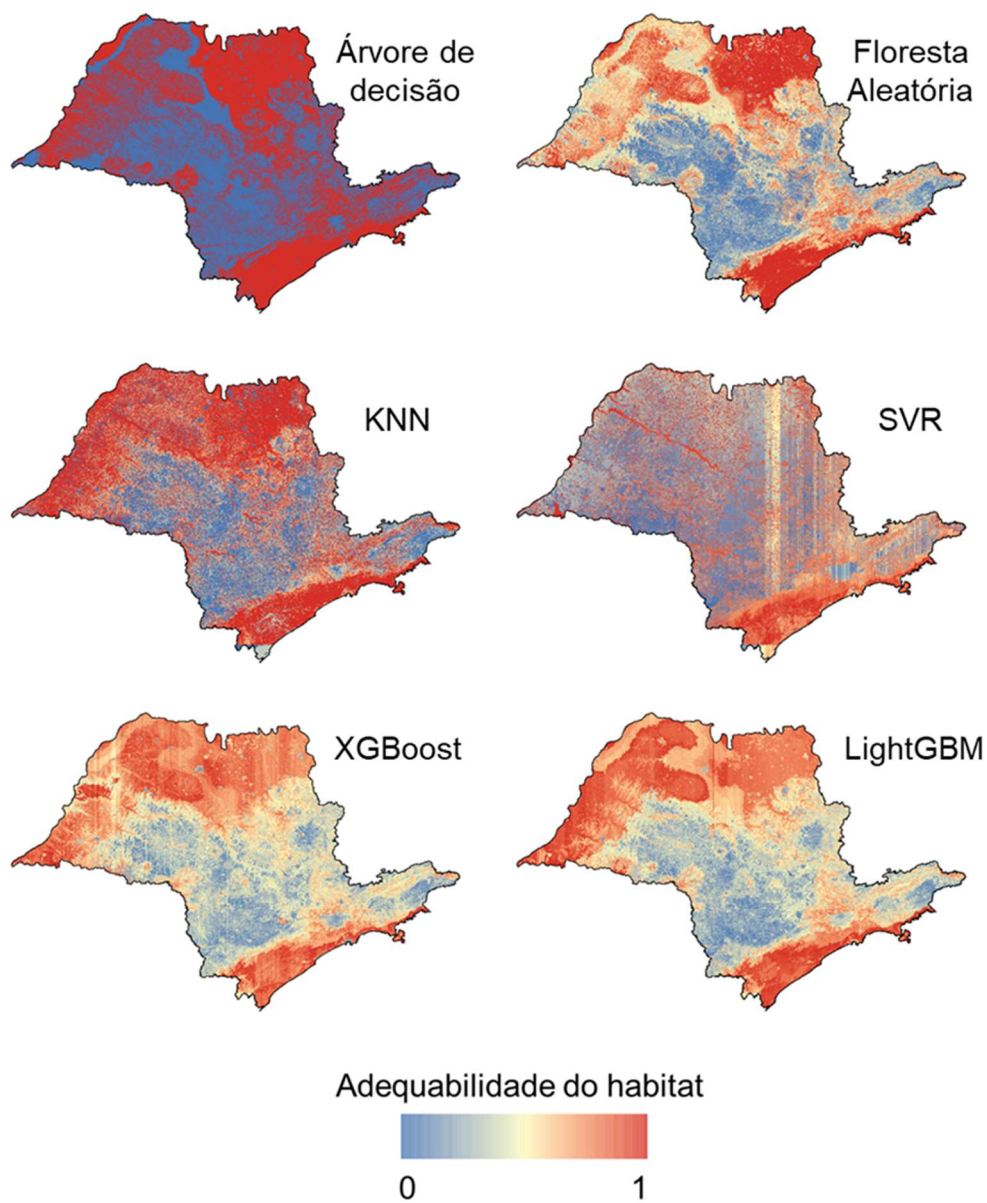 Árvore de
decisão
Floresta
Aleatória
KNN
SVR
XGBoost
LightGBM
Adequabilidade do habitat
0
1